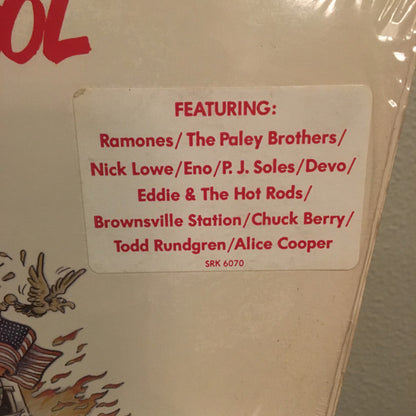 OOL
FEATURING:
Ramones/ The Paley Brothers/
Nick Lowe/Eno/P. J. Soles/Devo/
Eddie & The Hot Rods/
Brownsville Station/Chuck Berry/
Todd Rundgren/Alice Cooper
SRK 6070